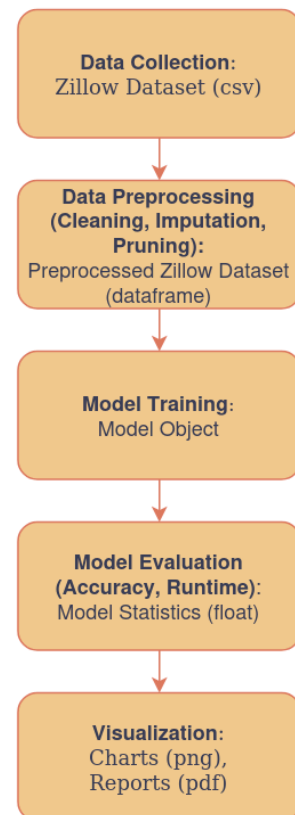 Data Collection:
Zillow Dataset (csv)
Data Preprocessing
(Cleaning, Imputation,
Pruning):
Preprocessed Zillow Dataset
(dataframe)
Model Training:
Model Object
Model Evaluation
(Accuracy, Runtime):
Model Statistics (float)
Visualization:
Charts (png),
Reports (pdf)